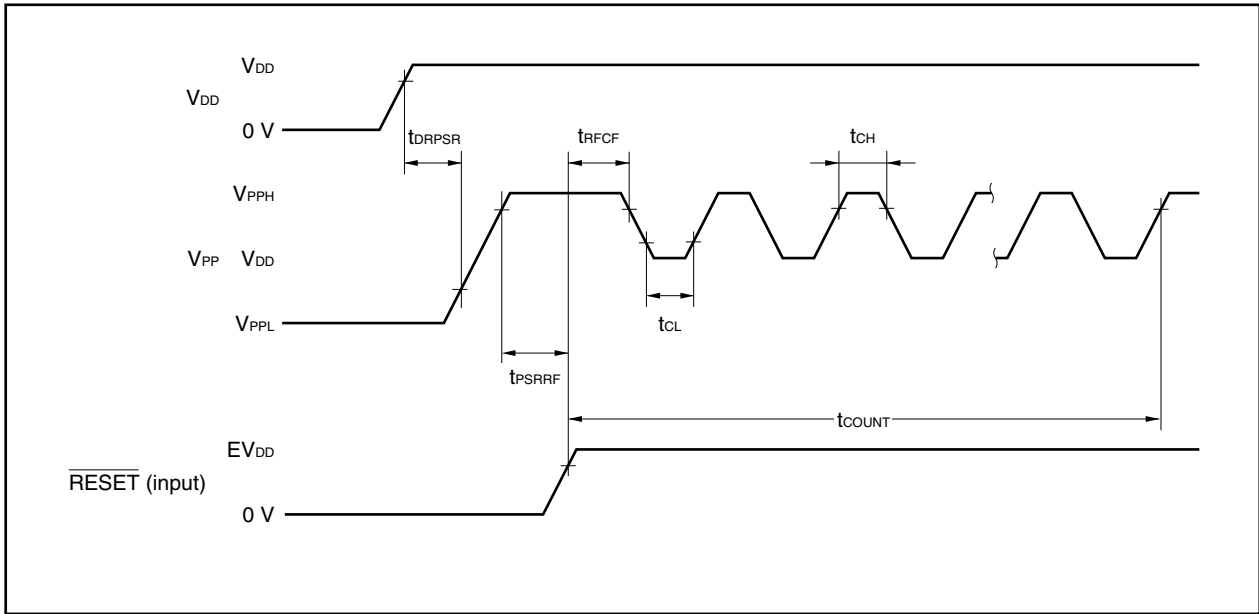 VDD
VDD
0 V
tDRPSR
tRFCF
tCH
VPPH
VPP VDD
VPPL
tCL
tPSRRF
tCOUNT
EVDD
RESET (input)
0 V